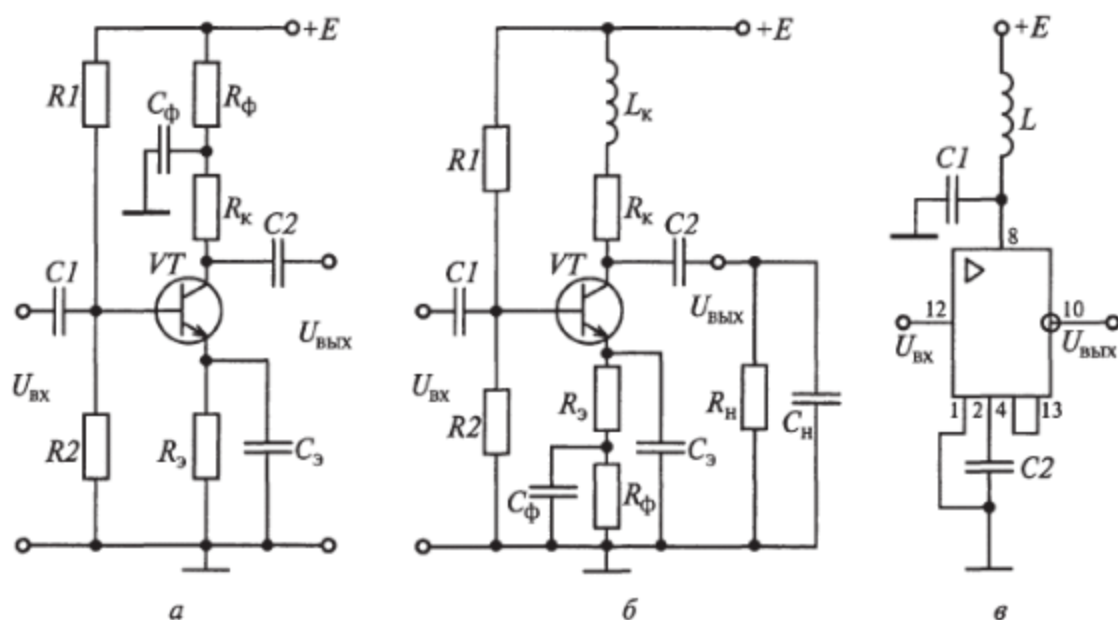 +E
R1
Cф
Rф
Rк
C2
VT
C1
Uвых
Uвх
R2
Rэ
Cэ
а
+E
Lк
R1
Rк
C2
VT
C1
Uвых
Uвх
R2
Rэ
Cэ
Rн
Cн
Cф
Rф
б
+E
L
C1
8
12
10
Uвх
Uвых
1
2
4
13
C2
в